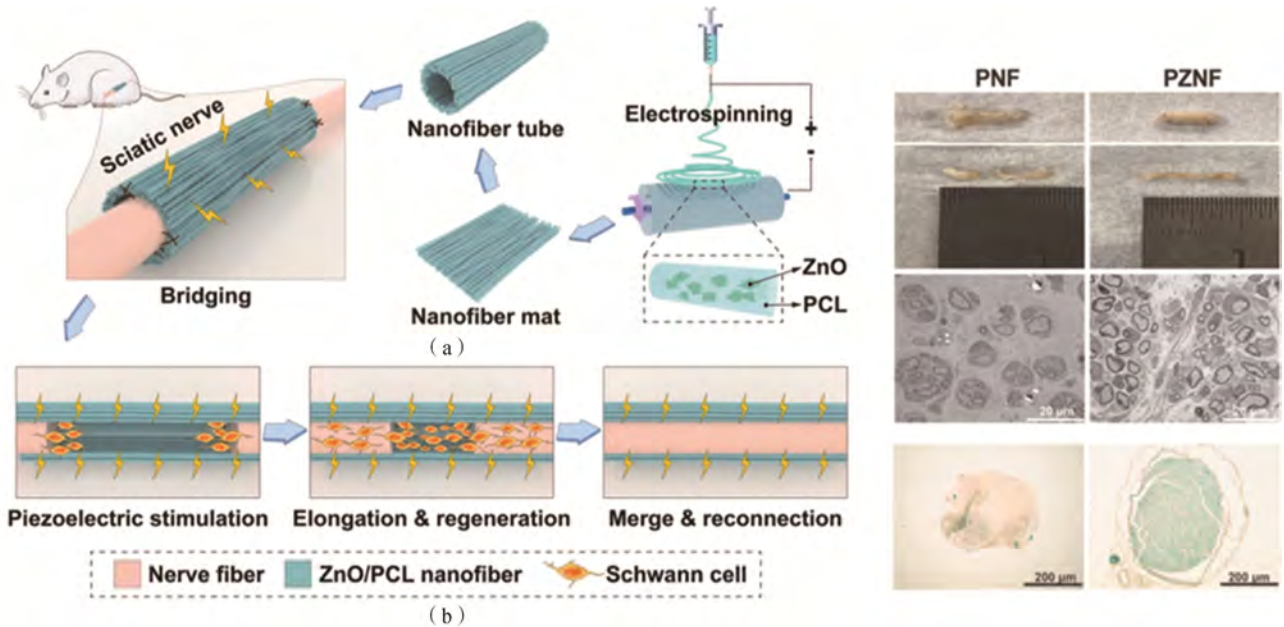 Sciatic nerve
Bridging
Nanofiber tube
Nanofiber mat
Electrospinning
+
-
ZnO
PCL
(a)
Piezoelectric stimulation
Elongation & regeneration
Merge & reconnection
Nerve fiber
ZnO/PCL nanofiber
Schwann cell
(b)
PNF
PZNF
1
20 μm
200 μm
200 μm